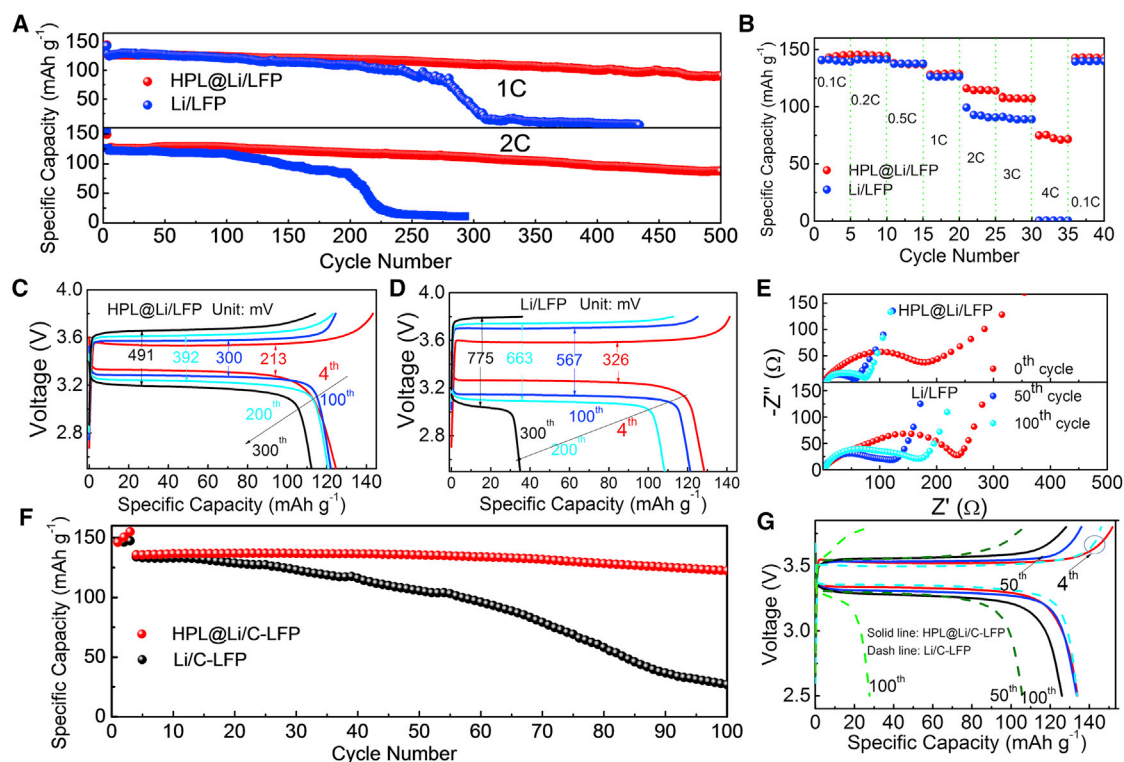 A
Specific Capacity (mAh g⁻¹)
150
100
50
0
HPL@Li/LFP
Li/LFP
1C
150
100
50
0
2C
0 50 100 150 200 250 300 350 400 450 500
Cycle Number
B
Specific Capacity (mAh g⁻¹)
150
100
50
0
0.1C
0.2C
0.5C
1C
2C
3C
4C
0.1C
HPL@Li/LFP
Li/LFP
0 5 10 15 20 25 30 35 40
Cycle Number
C
Voltage (V)
4.0
3.6
3.2
2.8
HPL@Li/LFP Unit: mV
491 392 300 213
4th
100th
200th
300th
0 20 40 60 80 100 120 140
Specific Capacity (mAh g⁻¹)
D
Voltage (V)
4.0
3.6
3.2
2.8
Li/LFP Unit: mV
775 663 567 326
300th
200th
100th
4th
0 20 40 60 80 100 120 140
Specific Capacity (mAh g⁻¹)
E
-Z'' (Ω)
150
100
50
0
HPL@Li/LFP
0th cycle
150
100
50
0
Li/LFP
50th cycle
100th cycle
0 100 200 300 400 500
Z' (Ω)
F
Specific Capacity (mAh g⁻¹)
150
100
50
0
HPL@Li/C-LFP
Li/C-LFP
0 10 20 30 40 50 60 70 80 90 100
Cycle Number
G
Voltage (V)
3.5
3.0
2.5
50th
4th
Solid line: HPL@Li/C-LFP
Dash line: Li/C-LFP
100th
50th
100th
0 20 40 60 80 100 120 140
Specific Capacity (mAh g⁻¹)